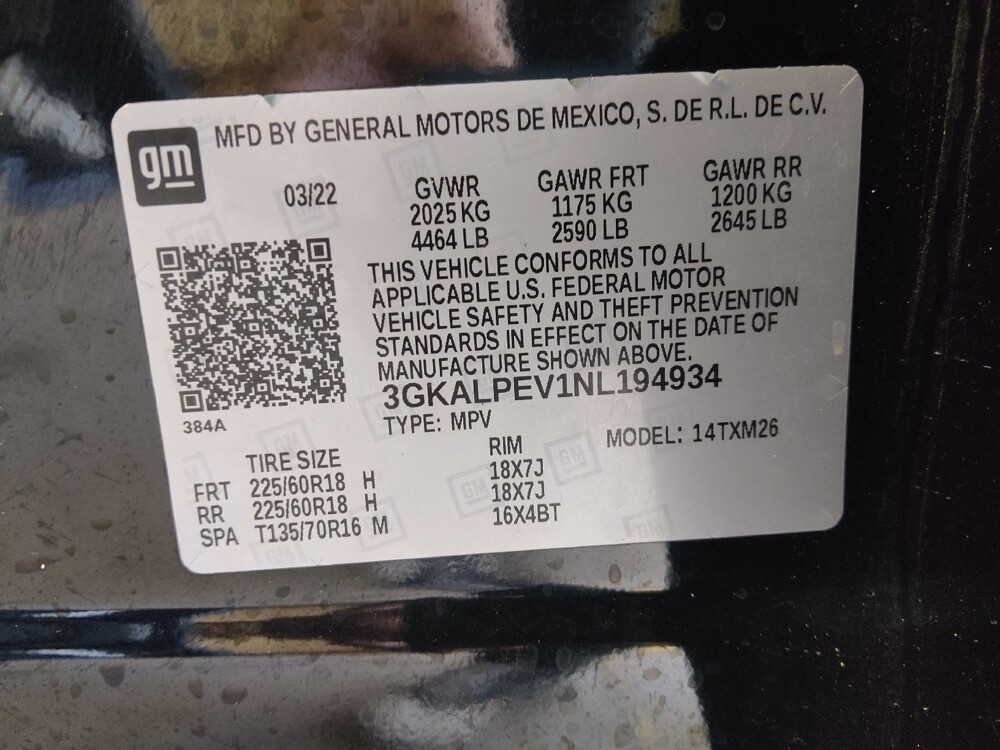 gm
MFD BY GENERAL MOTORS DE MEXICO, S. DE R.L. DE C.V.
03/22 GVWR GAWR FRT GAWR RR
2025 KG 1175 KG 1200 KG
4464 LB 2590 LB 2645 LB
THIS VEHICLE CONFORMS TO ALL
APPLICABLE U.S. FEDERAL MOTOR
VEHICLE SAFETY AND THEFT PREVENTION
STANDARDS IN EFFECT ON THE DATE OF
MANUFACTURE SHOWN ABOVE.
3GKALPEV1NL194934
384A
TYPE: MPV MODEL: 14TXM26
TIRE SIZE RIM
FRT 225/60R18 H 18X7J
RR 225/60R18 H 18X7J
SPA T135/70R16 M 16X4BT